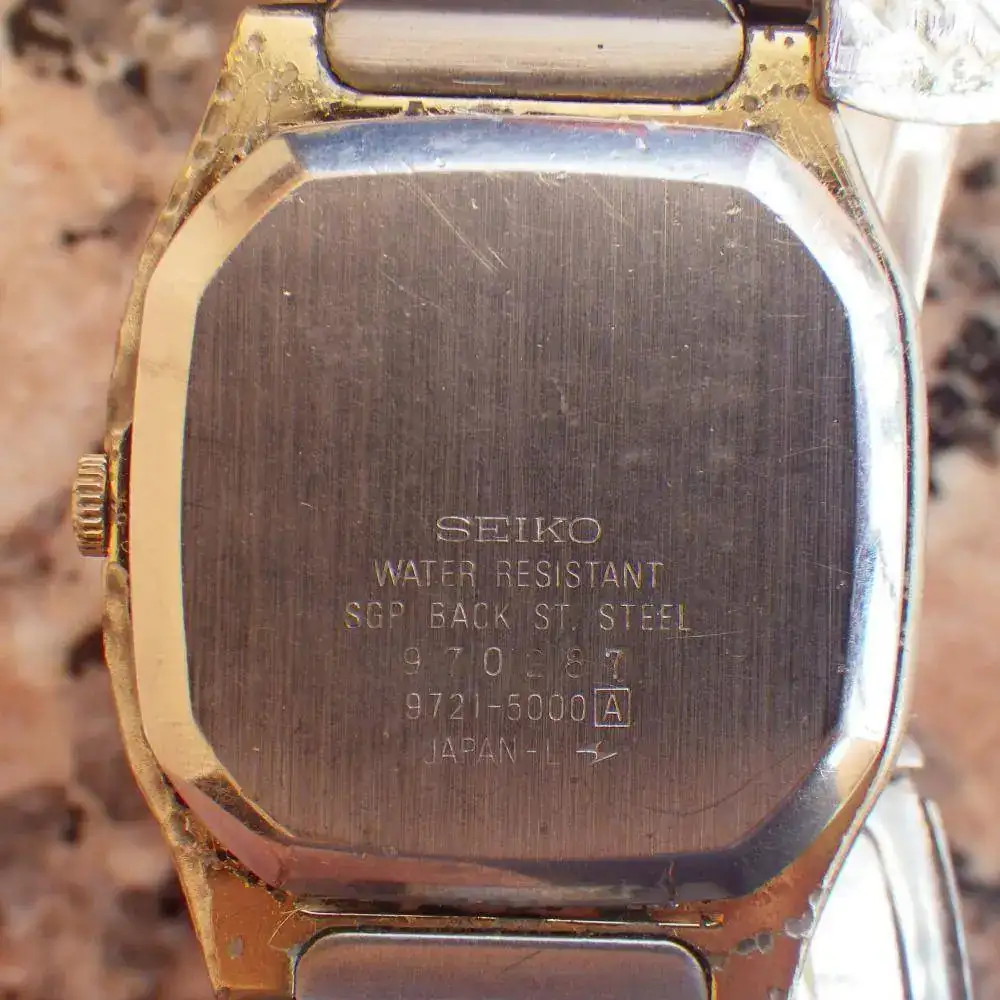 SEIKO
WATER RESISTANT
SGP BACK ST. STEEL
970287
9721-5000 A
JAPAN-L